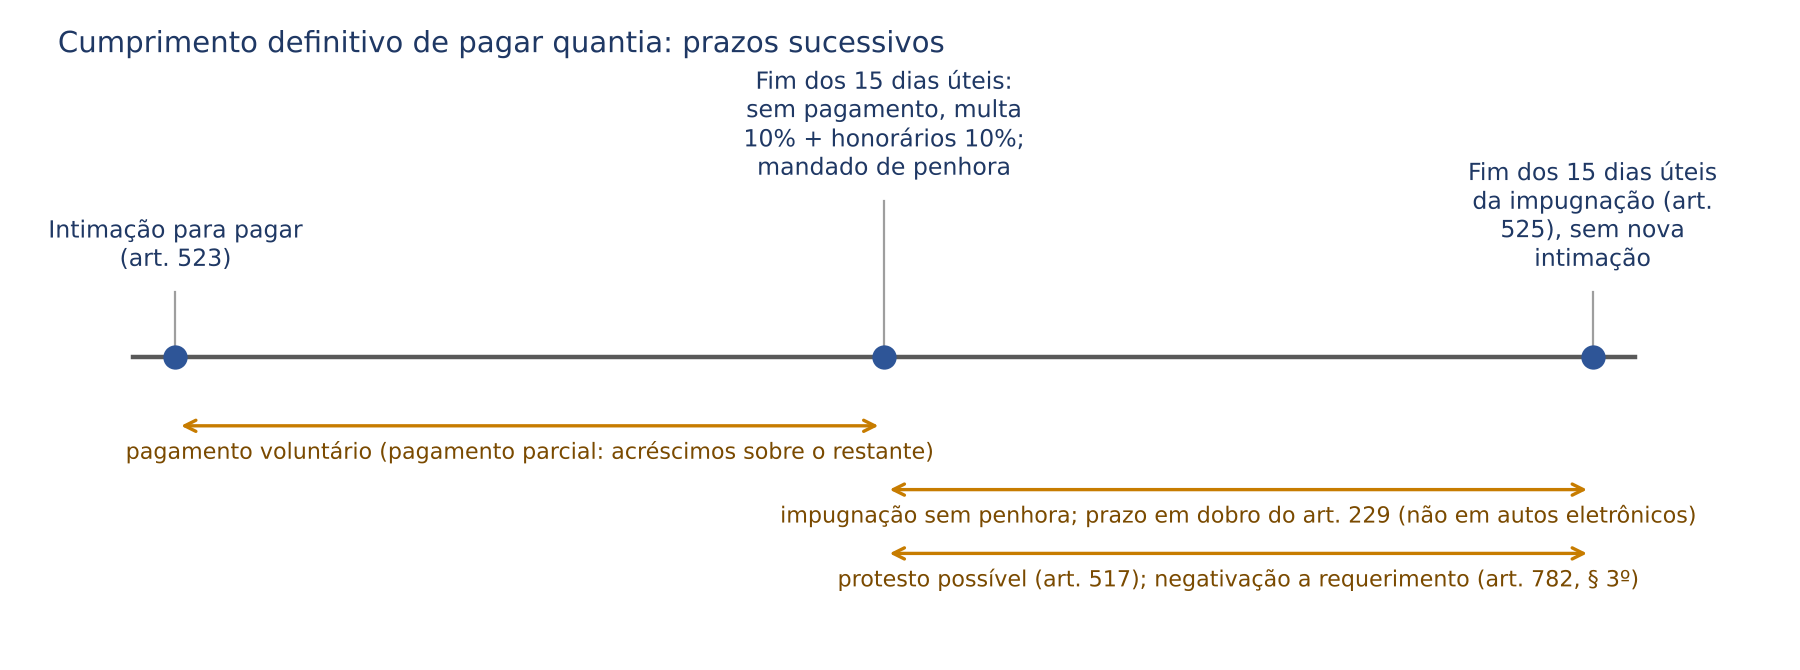 Cumprimento definitivo de pagar quantia: prazos sucessivos
Fim dos 15 dias úteis:
sem pagamento, multa
10% + honorários 10%;
mandado de penhora
Fim dos 15 dias úteis
da impugnação (art.
525), sem nova
intimação
Intimação para pagar
(art. 523)
pagamento voluntário (pagamento parcial: acréscimos sobre o restante)
impugnação sem penhora; prazo em dobro do art. 229 (não em autos eletrônicos)
protesto possível (art. 517); negativação a requerimento (art. 782, § 3º)